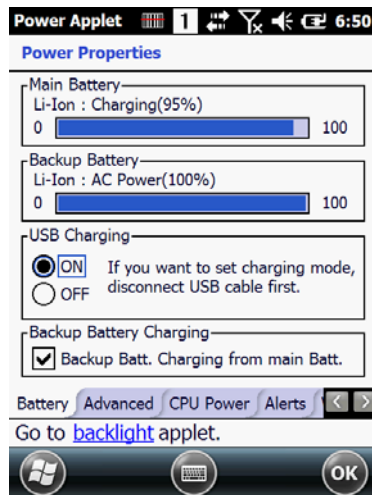 Power Applet 1 6:50
Power Properties
Main Battery
Li-Ion : Charging(95%)
0 100
Backup Battery
Li-Ion : AC Power(100%)
0 100
USB Charging
ON
OFF
If you want to set charging mode,
disconnect USB cable first.
Backup Battery Charging
Backup Batt. Charging from main Batt.
Battery Advanced CPU Power Alerts
Go to backlight applet.
OK